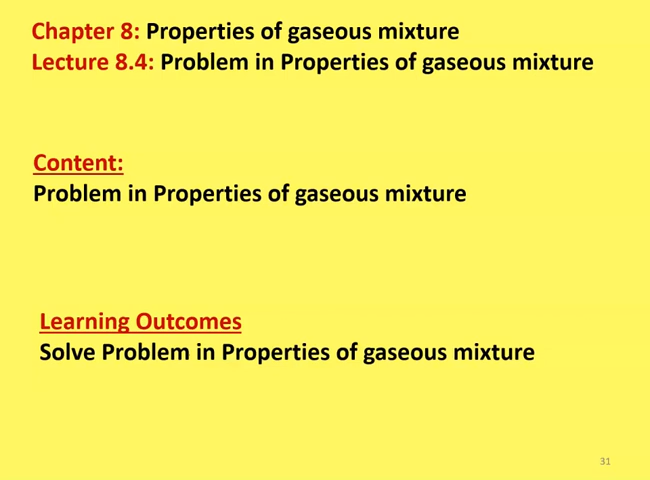 Chapter 8: Properties of gaseous mixture
Lecture 8.4: Problem in Properties of gaseous mixture
Content:
Problem in Properties of gaseous mixture
Learning Outcomes
Solve Problem in Properties of gaseous mixture
31